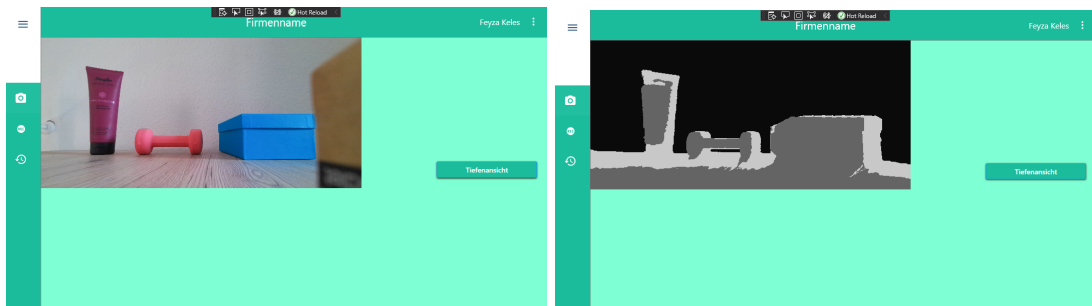 Hot Reload
Firmenname
Feyza Keles
Tiefenansicht
Hot Reload
Firmenname
Feyza Keles
Tiefenansicht